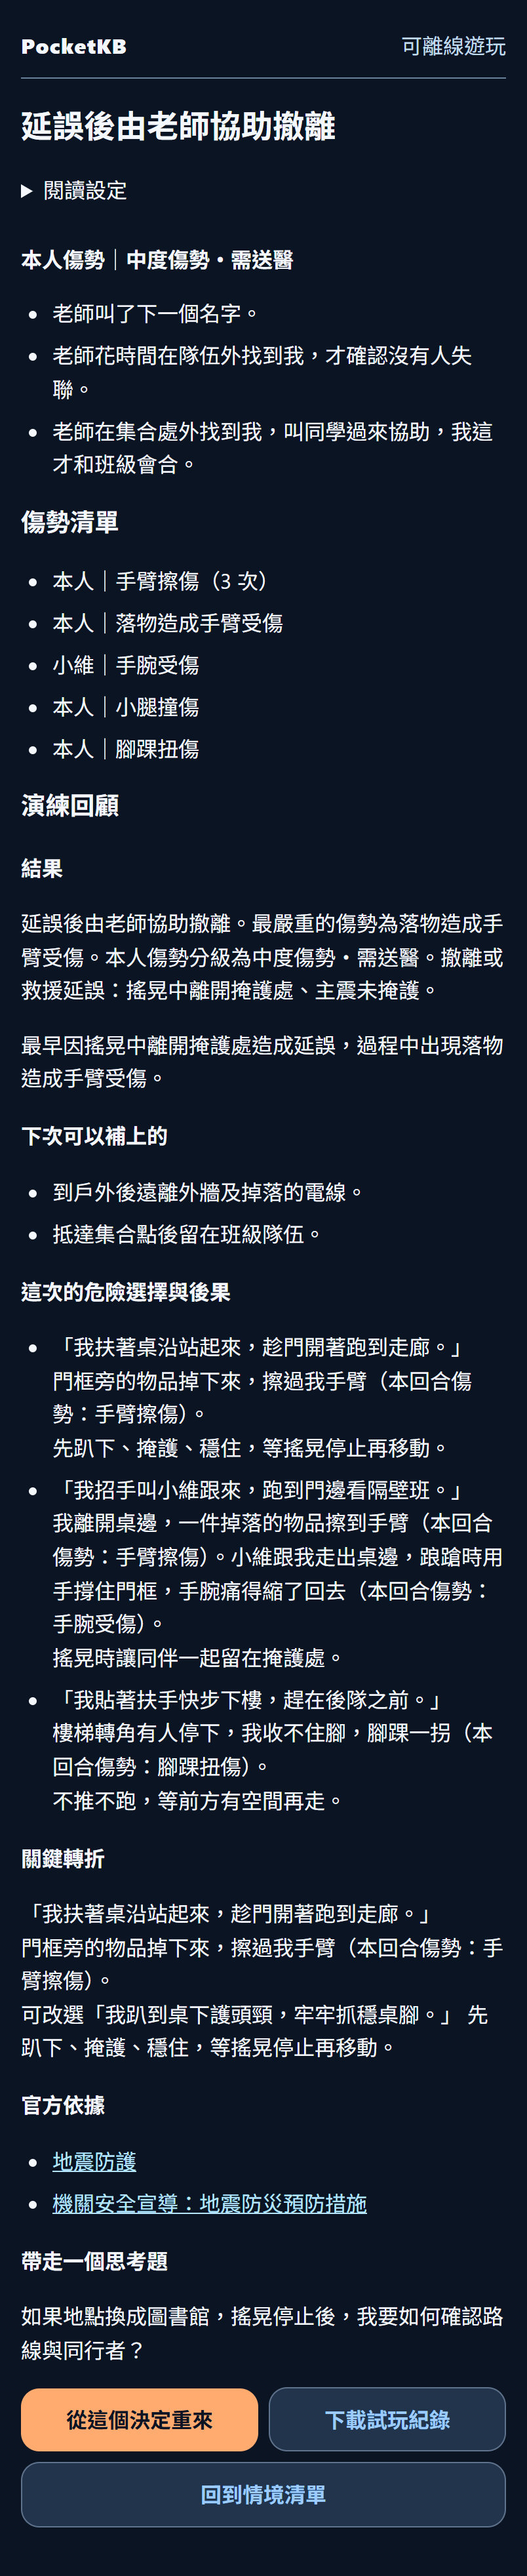 PocketKB
可離線遊玩
延誤後由老師協助撤離
▶ 閱讀設定
本人傷勢｜中度傷勢・需送醫
• 老師叫了下一個名字。
• 老師花時間在隊伍外找到我，才確認沒有人失
聯。
• 老師在集合處外找到我，叫同學過來協助，我這
才和班級會合。
傷勢清單
• 本人｜手臂擦傷（3 次）
• 本人｜落物造成手臂受傷
• 小維｜手腕受傷
• 本人｜小腿撞傷
• 本人｜腳踝扭傷
演練回顧
結果
延誤後由老師協助撤離。最嚴重的傷勢為落物造成手
臂受傷。本人傷勢分級為中度傷勢・需送醫。撤離或
救援延誤：搖晃中離開掩護處、主震未掩護。
最早因搖晃中離開掩護處造成延誤，過程中出現落物
造成手臂受傷。
下次可以補上的
• 到戶外後遠離外牆及掉落的電線。
• 抵達集合點後留在班級隊伍。
這次的危險選擇與後果
• 「我扶著桌沿站起來，趁門開著跑到走廊。」
門框旁的物品掉下來，擦過我手臂（本回合傷
勢：手臂擦傷）。
先趴下、掩護、穩住，等搖晃停止再移動。
• 「我招手叫小維跟來，跑到門邊看隔壁班。」
我離開桌邊，一件掉落的物品擦到手臂（本回合
傷勢：手臂擦傷）。小維跟我走出桌邊，踉蹌時用
手撐住門框，手腕痛得縮了回去（本回合傷勢：
手腕受傷）。
搖晃時讓同伴一起留在掩護處。
• 「我貼著扶手快步下樓，趕在後隊之前。」
樓梯轉角有人停下，我收不住腳，腳踝一拐（本
回合傷勢：腳踝扭傷）。
不推不跑，等前方有空間再走。
關鍵轉折
「我扶著桌沿站起來，趁門開著跑到走廊。」
門框旁的物品掉下來，擦過我手臂（本回合傷勢：手
臂擦傷）。
可改選「我趴到桌下護頭頸，牢牢抓穩桌腳。」 先
趴下、掩護、穩住，等搖晃停止再移動。
官方依據
• 地震防護
• 機關安全宣導：地震防災預防措施
帶走一個思考題
如果地點換成圖書館，搖晃停止後，我要如何確認路
線與同行者？
從這個決定重來
下載試玩紀錄
回到情境清單